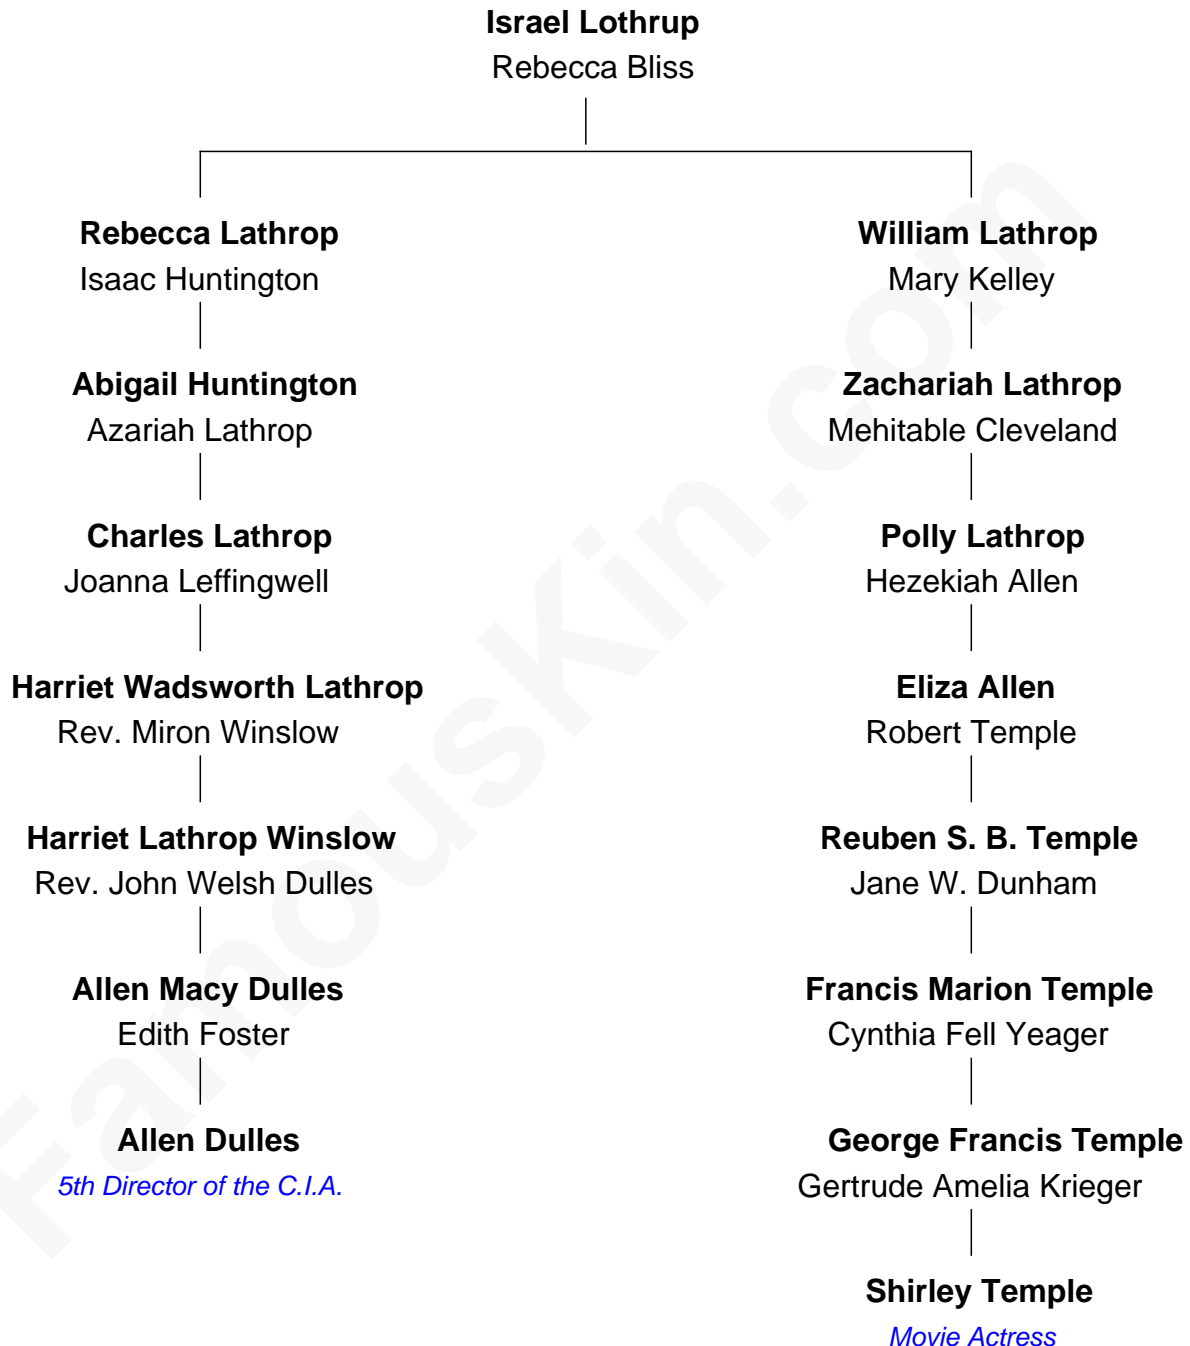 Israel Lothrup
Rebecca Bliss
Rebecca Lathrop
Isaac Huntington
William Lathrop
Mary Kelley
Abigail Huntington
Azariah Lathrop
Zachariah Lathrop
Mehitable Cleveland
Charles Lathrop
Joanna Leffingwell
Polly Lathrop
Hezekiah Allen
Harriet Wadsworth Lathrop
Rev. Miron Winslow
Eliza Allen
Robert Temple
Harriet Lathrop Winslow
Rev. John Welsh Dulles
Reuben S. B. Temple
Jane W. Dunham
Allen Macy Dulles
Edith Foster
Francis Marion Temple
Cynthia Fell Yeager
Allen Dulles
5th Director of the C.I.A.
George Francis Temple
Gertrude Amelia Krieger
Shirley Temple
Movie Actress
FamousKin.com